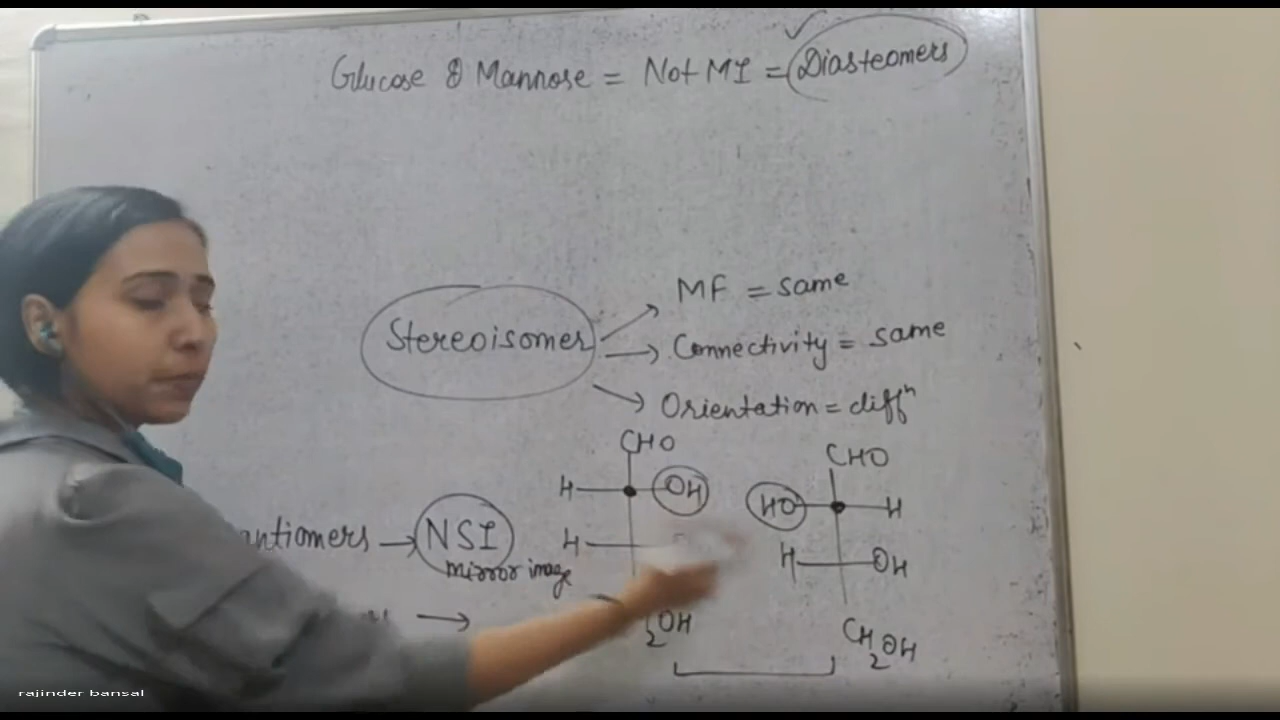 Glucose & Mannose = Not MI = Diasteomers
Stereoisomer
MF = same
Connectivity = same
Orientation = diffⁿ
CHO
H OH
H
2OH
CHO
HO H
H OH
CH2OH
antiomers → NSI
mirror image
→
rajinder bansal